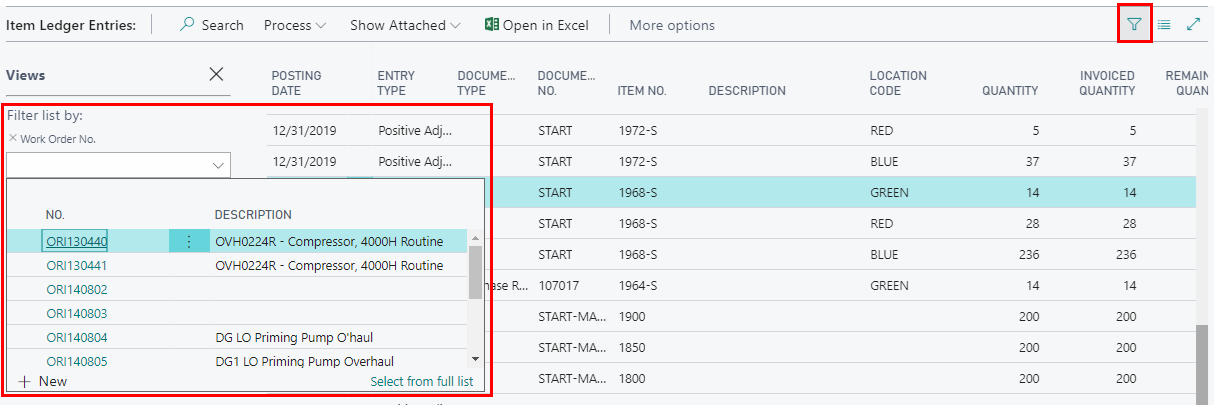 Item Ledger Entries: Search Process Show Attached Open in Excel More options
Views
POSTING DATE ENTRY TYPE DOCUME... TYPE DOCUME... NO. ITEM NO. DESCRIPTION LOCATION CODE QUANTITY INVOICED QUANTITY REMAIN QUAN
Filter list by:
× Work Order No.
12/31/2019 Positive Adj... START 1972-S RED 5 5
12/31/2019 Positive Adj... START 1972-S BLUE 37 37
START 1968-S GREEN 14 14
START 1968-S RED 28 28
START 1968-S BLUE 236 236
hase R... 107017 1964-S GREEN 14 14
START-MA... 1900 200 200
START-MA... 1850 200 200
START-MA... 1800 200 200
NO. DESCRIPTION
ORI130440 OVH0224R - Compressor, 4000H Routine
ORI130441 OVH0224R - Compressor, 4000H Routine
ORI140802
ORI140803
ORI140804 DG LO Priming Pump O'haul
ORI140805 DG1 LO Priming Pump Overhaul
+ New Select from full list